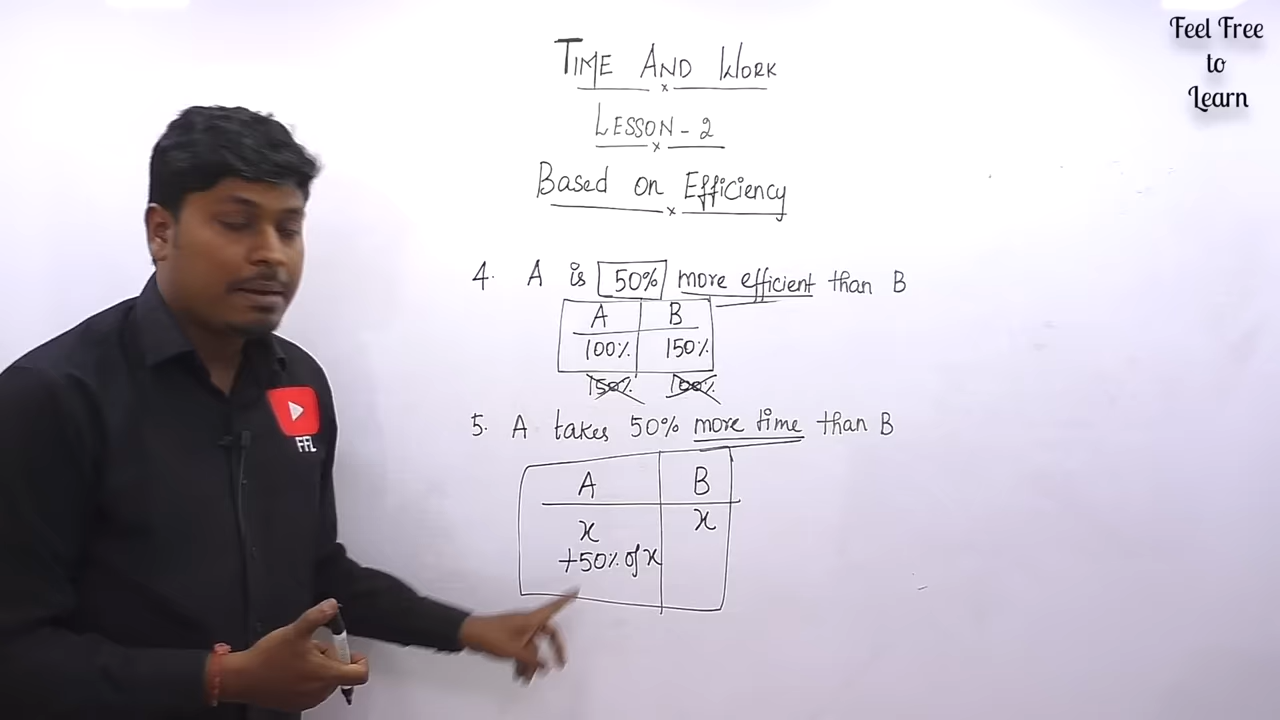 Feel Free
to
Learn
TIME AND WORK
LESSON - 2
Based on Efficiency
4. A is 50% more efficient than B
A B
100% 150%
150% 100%
5. A takes 50% more time than B
A B
x x
+50% of x
FFL